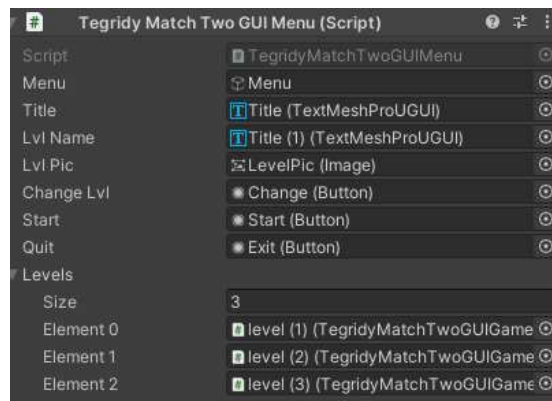 Tegridy Match Two GUI Menu (Script)
Script TegridyMatchTwoGUIMenu
Menu Menu
Title Title (TextMeshProUGUI)
Lvl Name Title (1) (TextMeshProUGUI)
Lvl Pic LevelPic (Image)
Change Lvl Change (Button)
Start Start (Button)
Quit Exit (Button)
Levels
Size 3
Element 0 level (1) (TegridyMatchTwoGUIGame
Element 1 level (2) (TegridyMatchTwoGUIGame
Element 2 level (3) (TegridyMatchTwoGUIGame